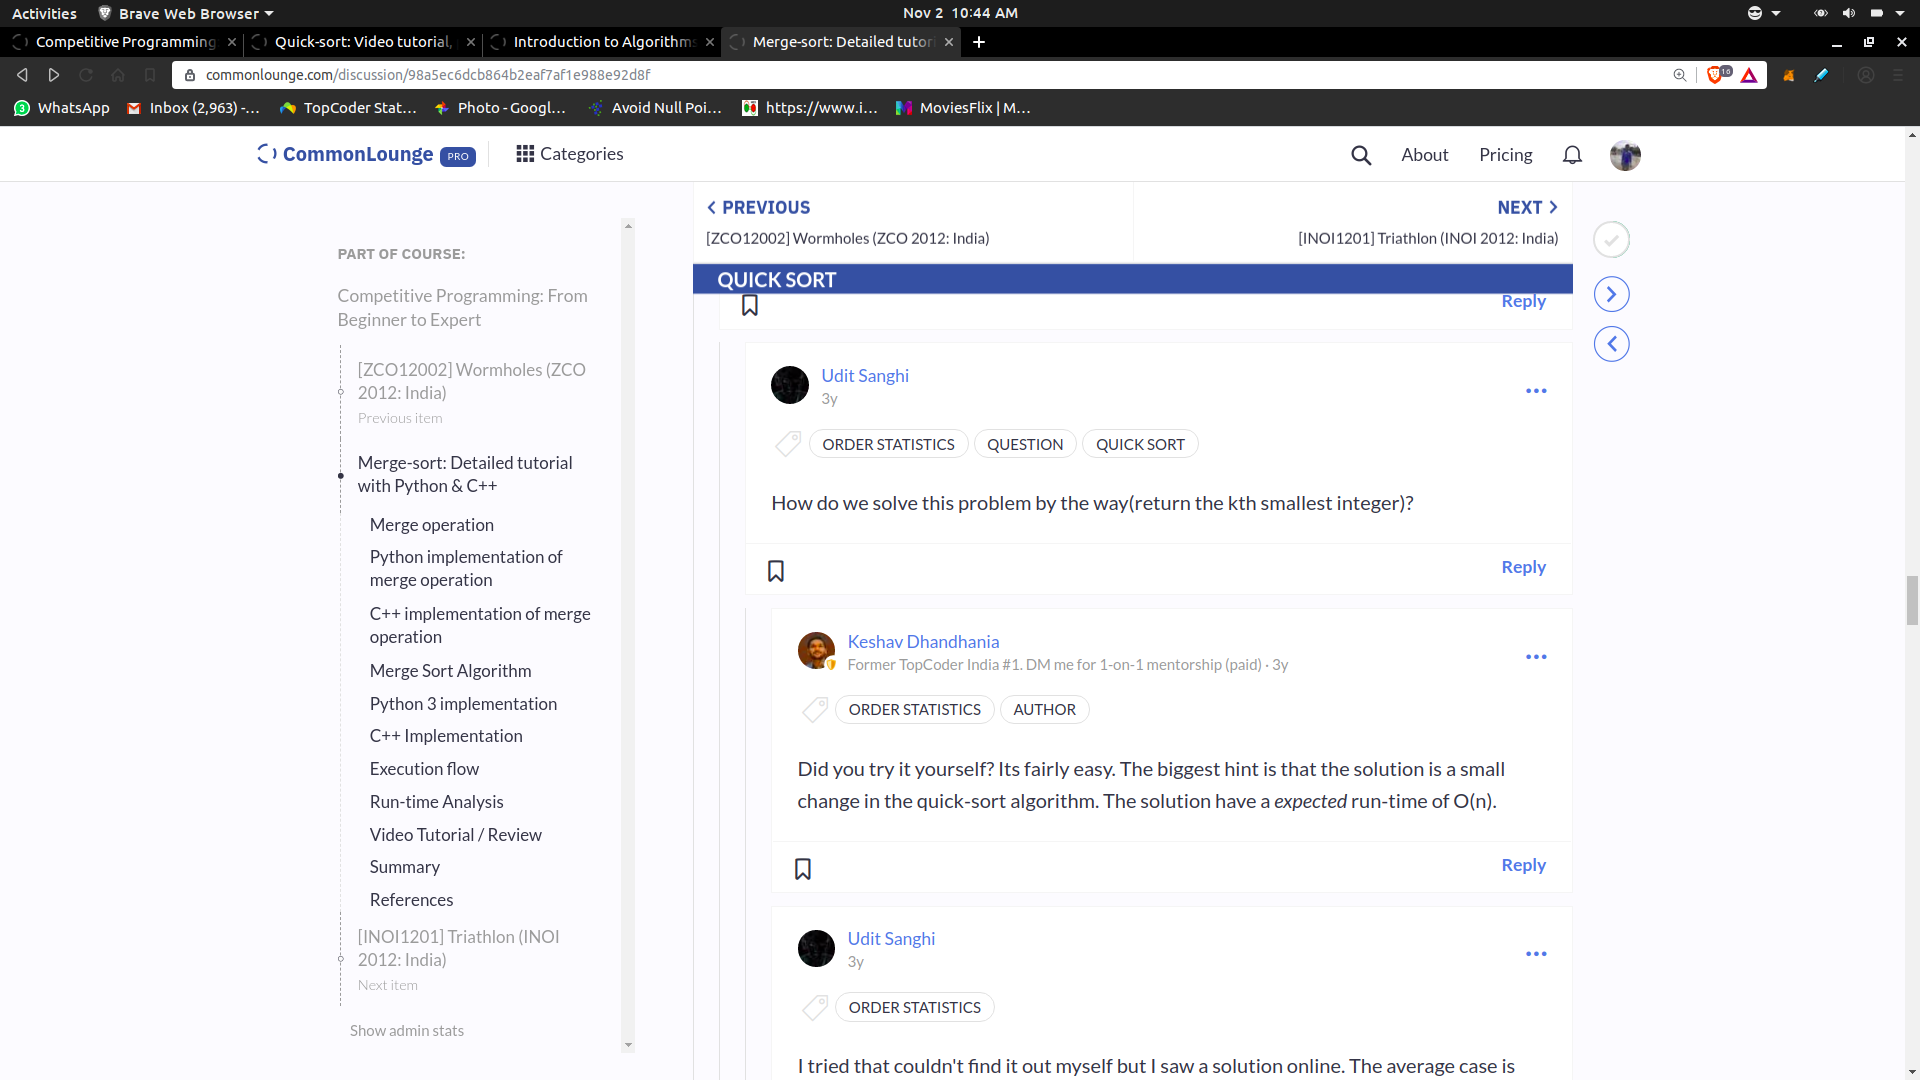 Activities Brave Web Browser Nov 2 10:44 AM
Competitive Programming Quick-sort: Video tutorial, Introduction to Algorithms Merge-sort: Detailed tutori
commonlounge.com/discussion/98a5ec6dcb864b2eaf7af1e988e92d8f 16
3 WhatsApp Inbox (2,963) -... TopCoder Stat... Photo - Googl... Avoid Null Poi... https://www.i... MoviesFlix | M...
CommonLounge PRO Categories About Pricing
PREVIOUS
[ZCO12002] Wormholes (ZCO 2012: India)
NEXT
[INOI1201] Triathlon (INOI 2012: India)
PART OF COURSE:
Competitive Programming: From
Beginner to Expert
[ZCO12002] Wormholes (ZCO
2012: India)
Previous item
Merge-sort: Detailed tutorial
with Python & C++
Merge operation
Python implementation of
merge operation
C++ implementation of merge
operation
Merge Sort Algorithm
Python 3 implementation
C++ Implementation
Execution flow
Run-time Analysis
Video Tutorial / Review
Summary
References
[INOI1201] Triathlon (INOI
2012: India)
Next item
Show admin stats
QUICK SORT
Reply
Udit Sanghi
3y
ORDER STATISTICS QUESTION QUICK SORT
How do we solve this problem by the way(return the kth smallest integer)?
Reply
Keshav Dhandhania
Former TopCoder India #1. DM me for 1-on-1 mentorship (paid) · 3y
ORDER STATISTICS AUTHOR
Did you try it yourself? Its fairly easy. The biggest hint is that the solution is a small
change in the quick-sort algorithm. The solution have a expected run-time of O(n).
Reply
Udit Sanghi
3y
ORDER STATISTICS
I tried that couldn't find it out myself but I saw a solution online. The average case is